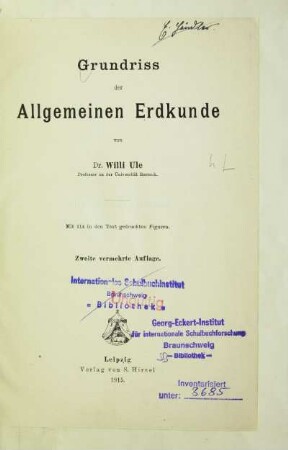 Grundriss
der
Allgemeinen Erdkunde
von
Dr. Willi Ule
Professor an der Universität Rostock.
Mit 112 in den Text gedruckten Figuren.
Zweite vermehrte Auflage.
Internationales Schulbuchinstitut
Braunschweig
- Bibliothek -
Georg-Eckert-Institut
für internationale Schulbuchforschung
Braunschweig
- Bibliothek -
Leipzig
Verlag von S. Hirzel
1915.
Inventarisiert
unter: 8685